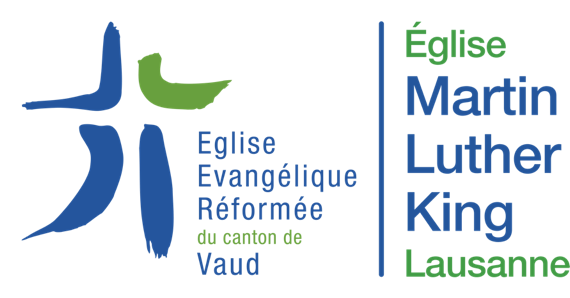 Eglise
Evangélique
Réformée
du canton de
Vaud
Église
Martin
Luther
King
Lausanne